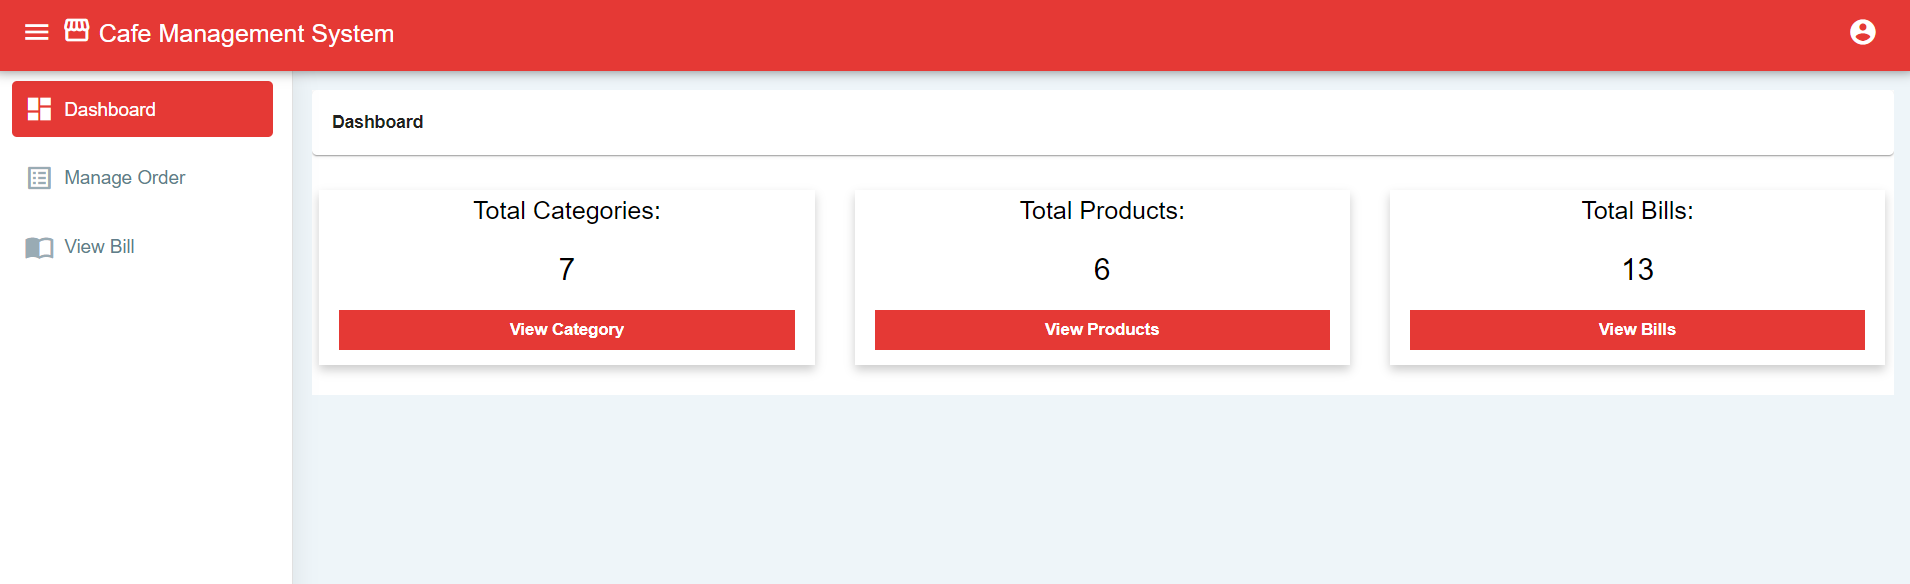 Cafe Management System
Dashboard
Manage Order
View Bill
Dashboard
Total Categories:
7
View Category
Total Products:
6
View Products
Total Bills:
13
View Bills